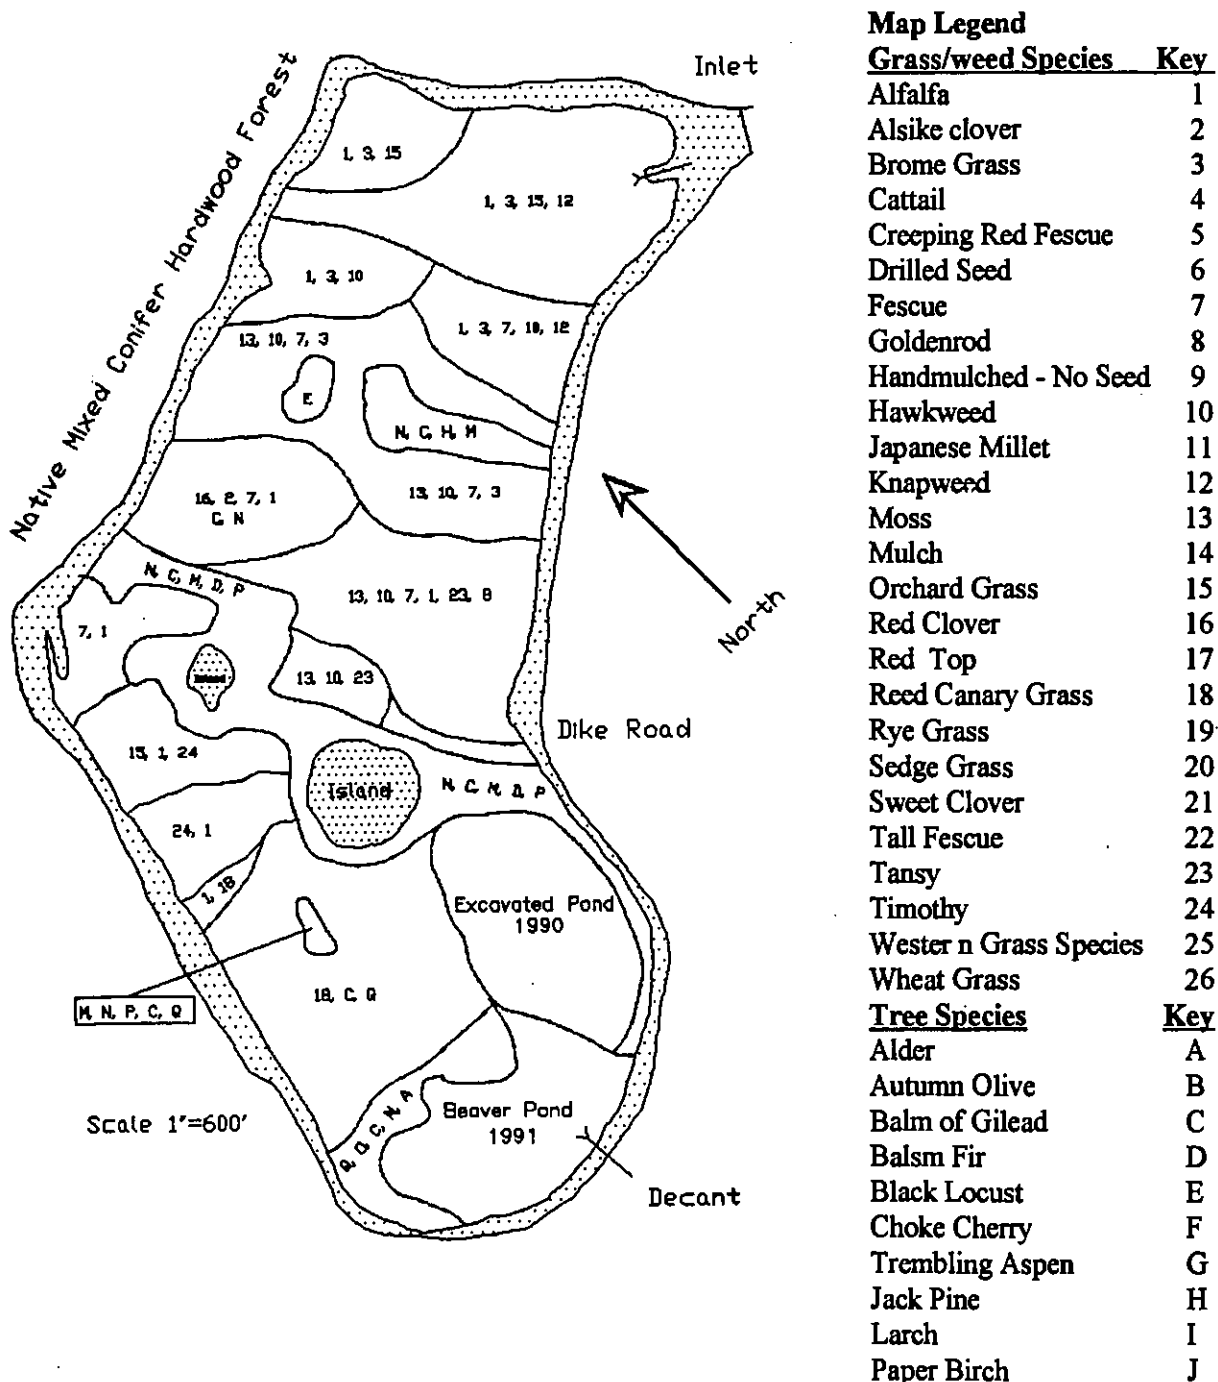 Inlet
Native Mixed Conifer Hardwood Forest
1, 3, 15
1, 3, 15, 12
1, 3, 10
1, 3, 7, 10, 12
13, 10, 7, 3
E
N, C, H, M
16, 2, 7, 1
C, N
13, 10, 7, 3
N, C, M, D, P
13, 10, 7, 1, 23, 8
7, 1
Island
13, 10, 23
North
Dike Road
15, 1, 24
Island
24, 1
1, 18
Excavated Pond
1990
18, C, Q
M, N, P, C, Q
Scale 1"=600'
Beaver Pond
1991
Decant
Map Legend
Grass/weed Species Key
Alfalfa 1
Alsike clover 2
Brome Grass 3
Cattail 4
Creeping Red Fescue 5
Drilled Seed 6
Fescue 7
Goldenrod 8
Handmulched - No Seed 9
Hawkweed 10
Japanese Millet 11
Knapweed 12
Moss 13
Mulch 14
Orchard Grass 15
Red Clover 16
Red Top 17
Reed Canary Grass 18
Rye Grass 19
Sedge Grass 20
Sweet Clover 21
Tall Fescue 22
Tansy 23
Timothy 24
Wester n Grass Species 25
Wheat Grass 26
Tree Species Key
Alder A
Autumn Olive B
Balm of Gilead C
Balsm Fir D
Black Locust E
Choke Cherry F
Trembling Aspen G
Jack Pine H
Larch I
Paper Birch J